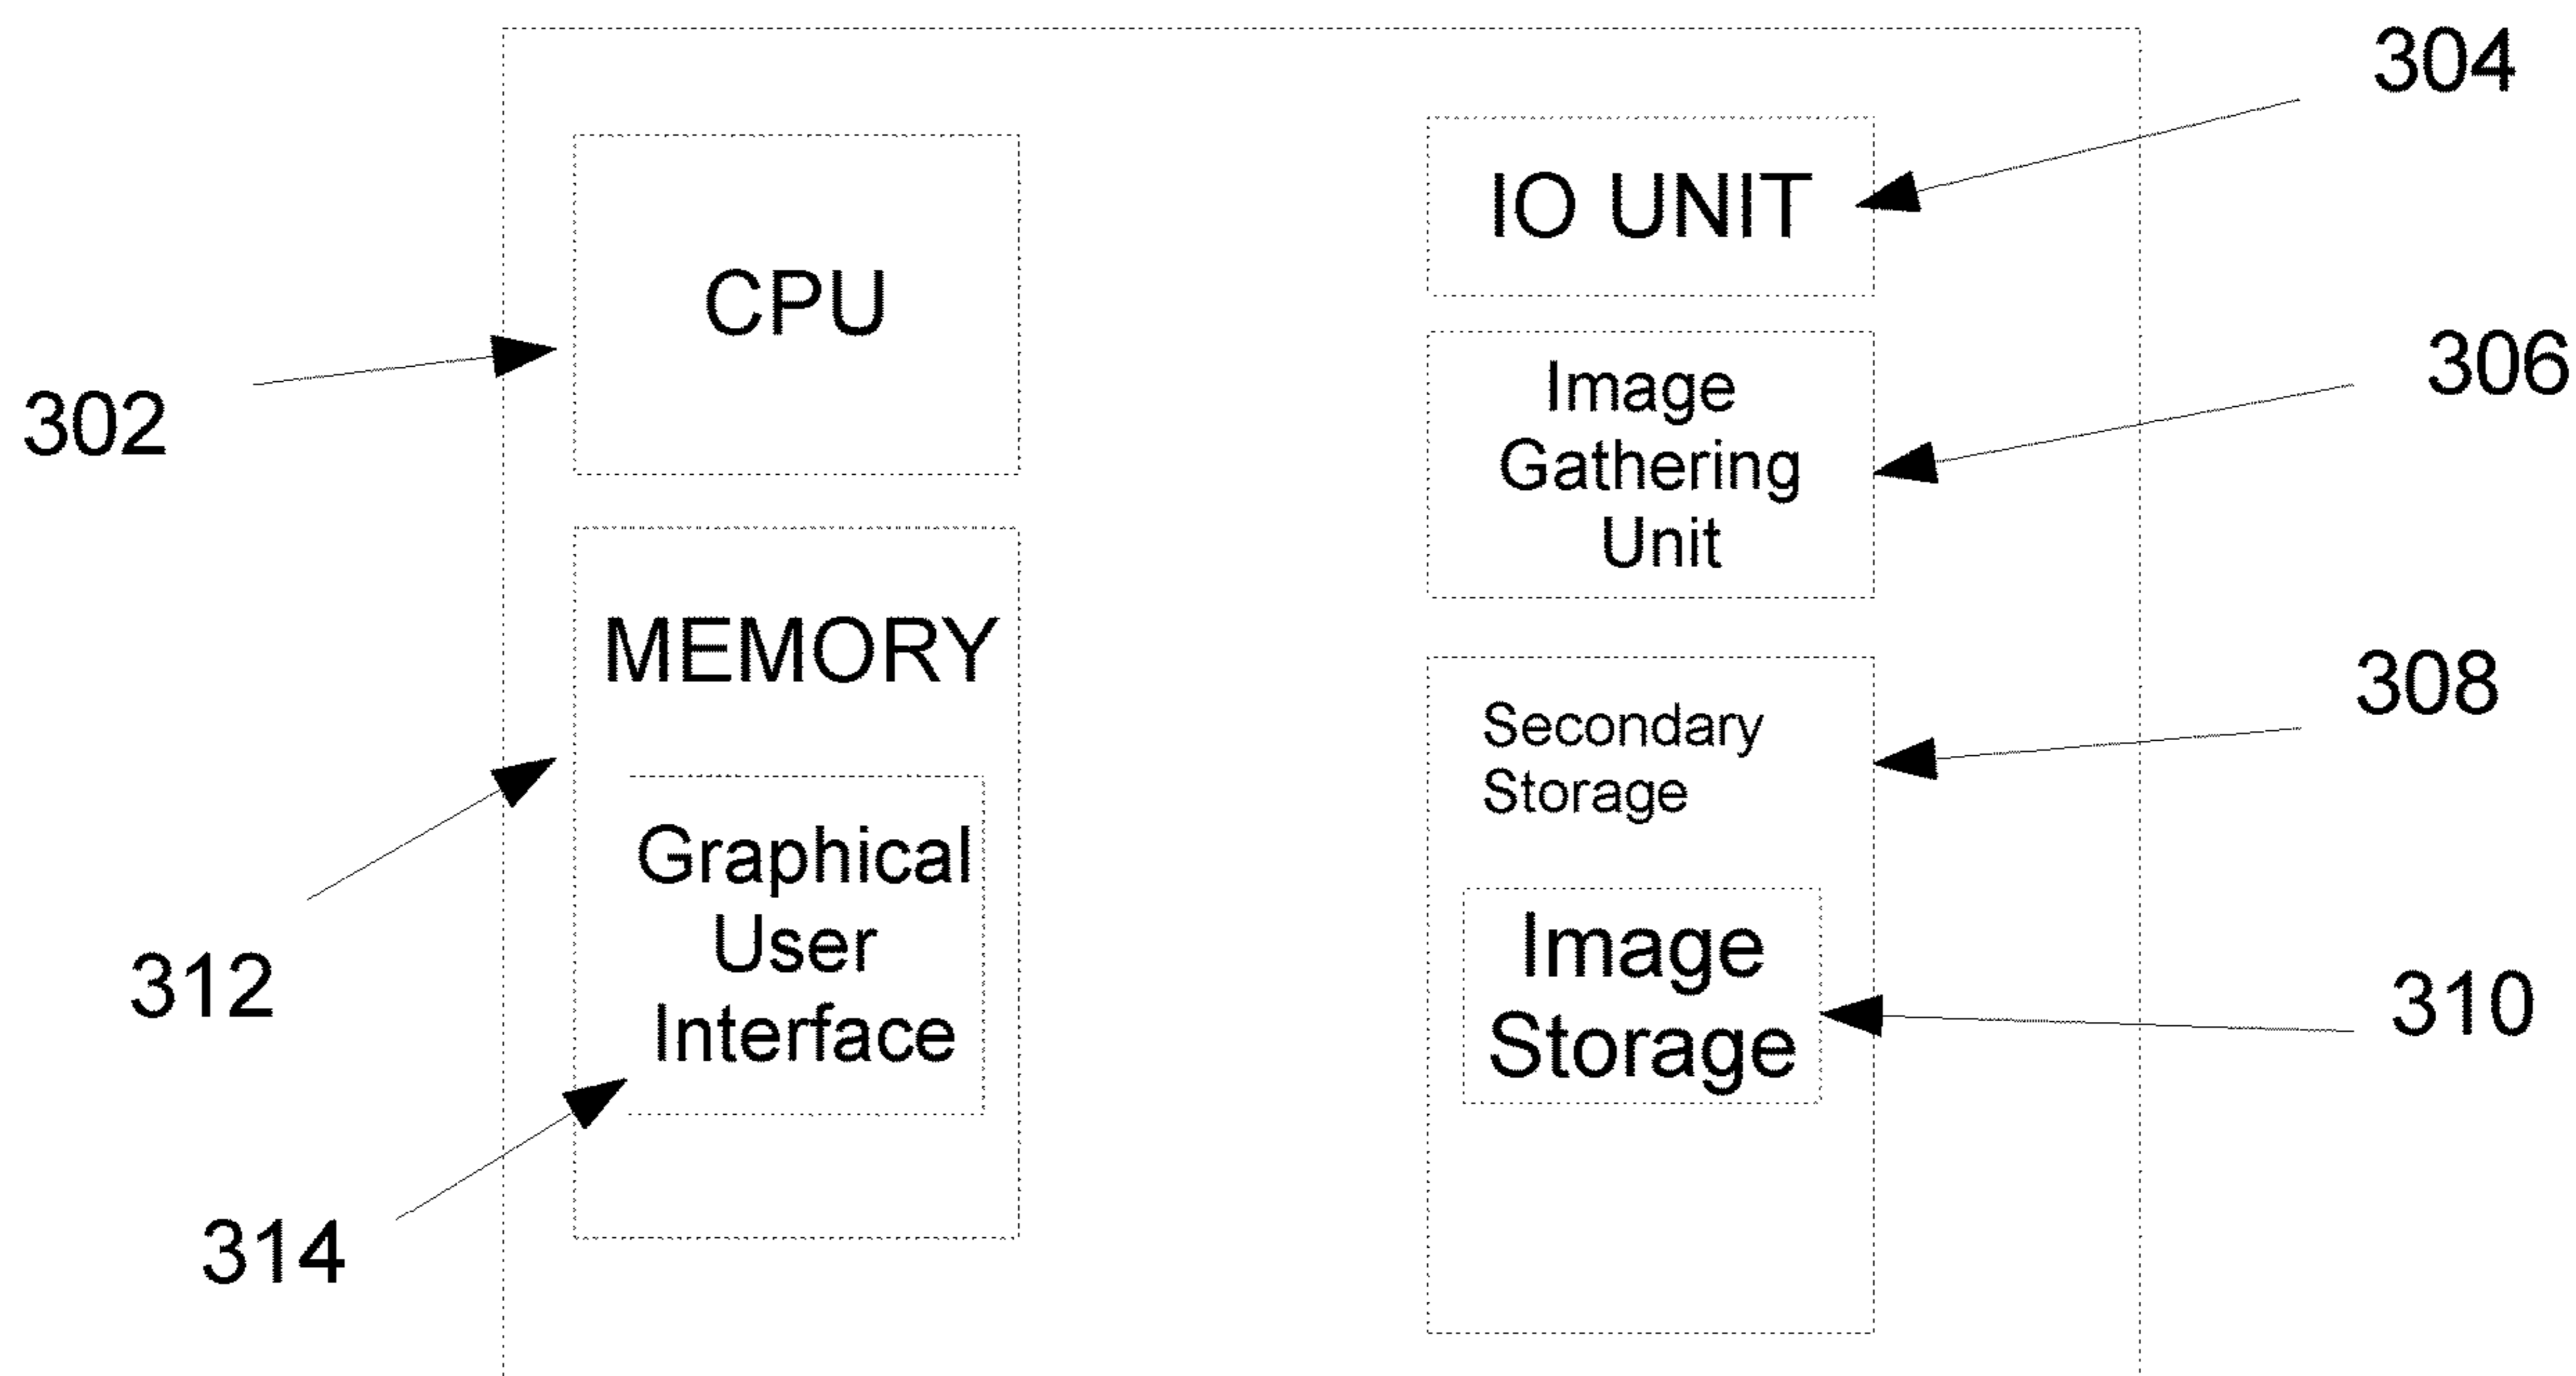 304
IO UNIT
CPU
306
302
Image
Gathering
Unit
MEMORY
308
Secondary
Storage
Graphical
User
Interface
312
Image
Storage
310
314